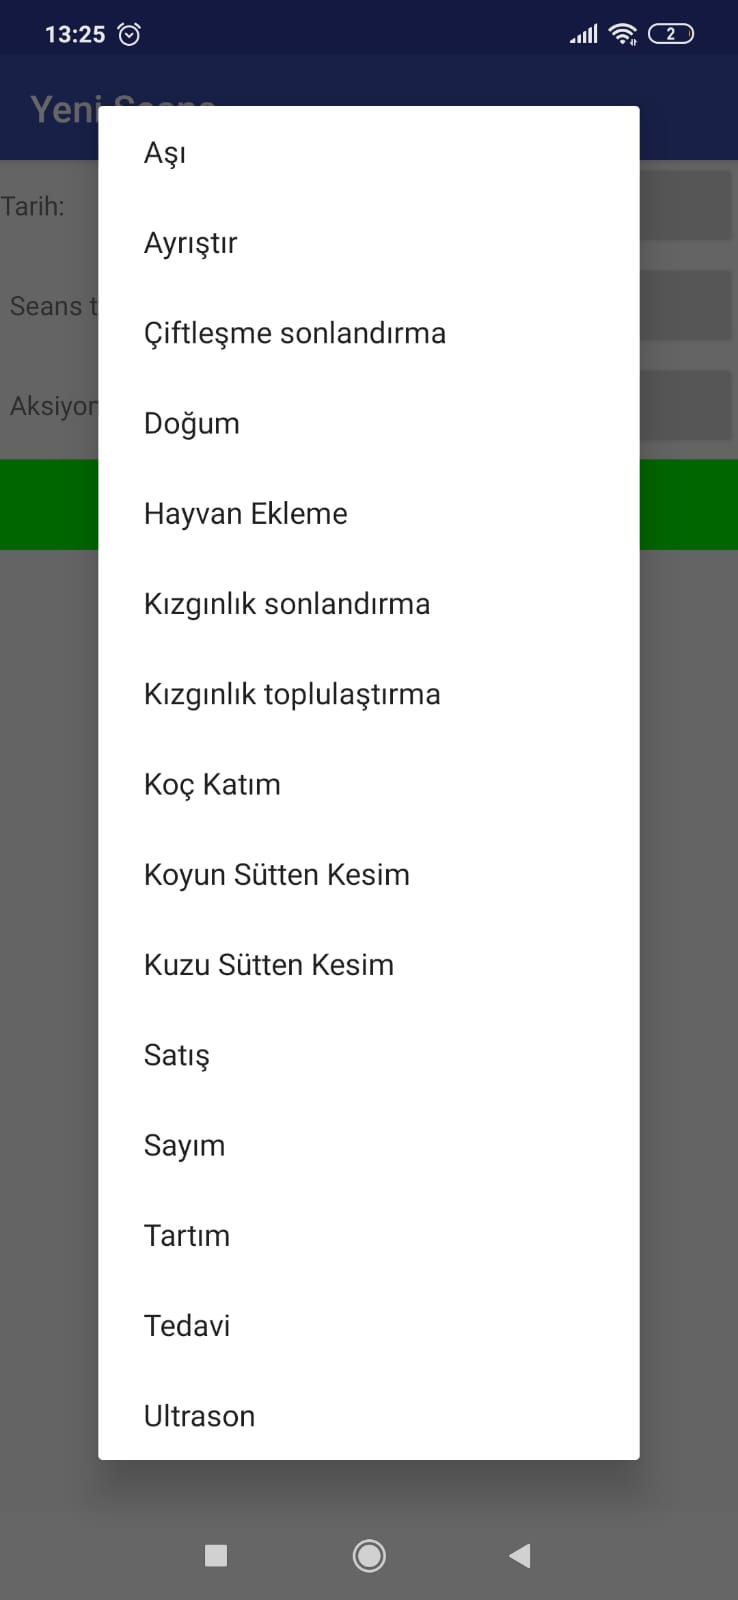 13:25
2
Yeni
Tarih:
Seans t
Aksiyon
Aşı
Ayrıştır
Çiftleşme sonlandırma
Doğum
Hayvan Ekleme
Kızgınlık sonlandırma
Kızgınlık toplulaştırma
Koç Katım
Koyun Sütten Kesim
Kuzu Sütten Kesim
Satış
Sayım
Tartım
Tedavi
Ultrason